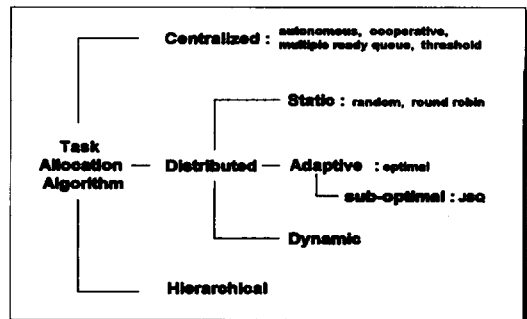 Centralized : autonomous, cooperative,
multiple ready queue, threshold
Static : random, round robin
Task
Allocation
Algorithm
Distributed
Adaptive : optimal
sub-optimal : JSQ
Dynamic
Hierarchical